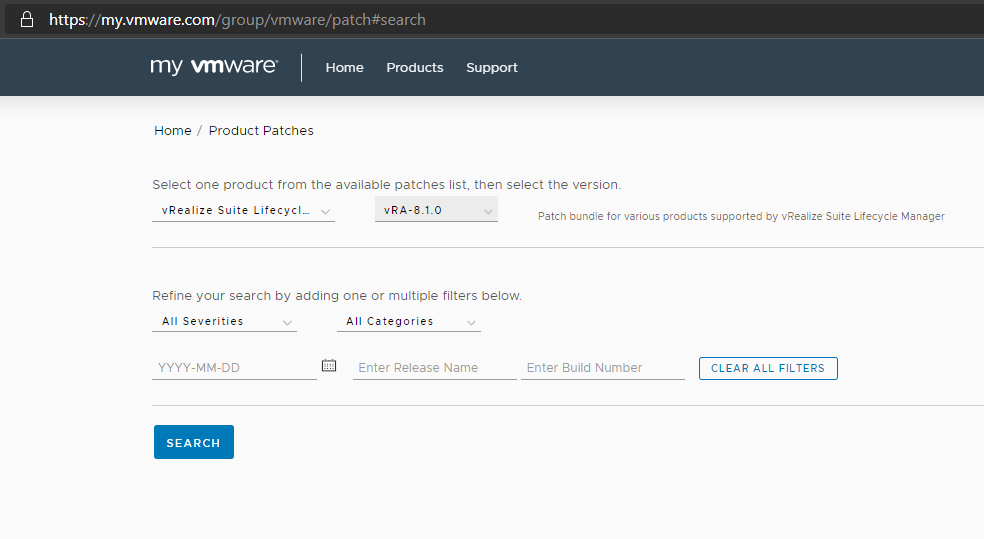 https://my.vmware.com/group/vmware/patch#search
my vmware Home Products Support
Home / Product Patches
Select one product from the available patches list, then select the version.
vRealize Suite Lifecycl... vRA-8.1.0 Patch bundle for various products supported by vRealize Suite Lifecycle Manager
Refine your search by adding one or multiple filters below.
All Severities All Categories
YYYY-MM-DD Enter Release Name Enter Build Number CLEAR ALL FILTERS
SEARCH